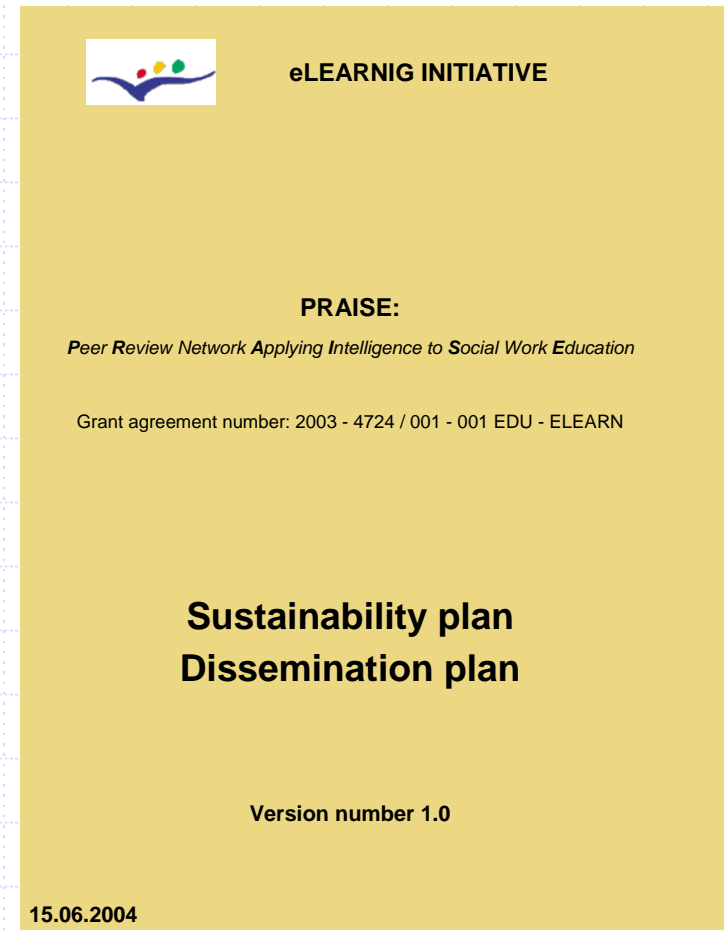 eLEARNIG INITIATIVE
PRAISE:
Peer Review Network Applying Intelligence to Social Work Education
Grant agreement number: 2003 - 4724 / 001 - 001 EDU - ELEARN
Sustainability plan
Dissemination plan
Version number 1.0
15.06.2004